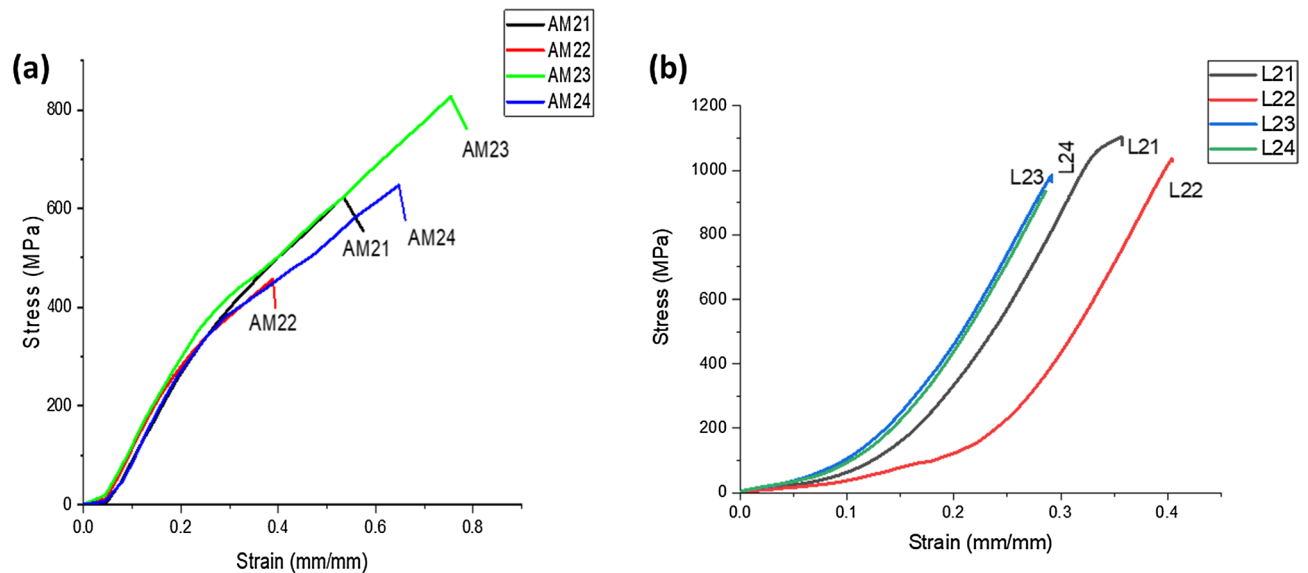 (a)
AM21
AM22
AM23
AM24
800
600
400
200
0
Stress (MPa)
AM23
AM21
AM24
AM22
0.0 0.2 0.4 0.6 0.8
Strain (mm/mm)
(b)
L21
L22
L23
L24
1200
1000
800
600
400
200
0
Stress (MPa)
L23
L24
L21
L22
0.0 0.1 0.2 0.3 0.4
Strain (mm/mm)